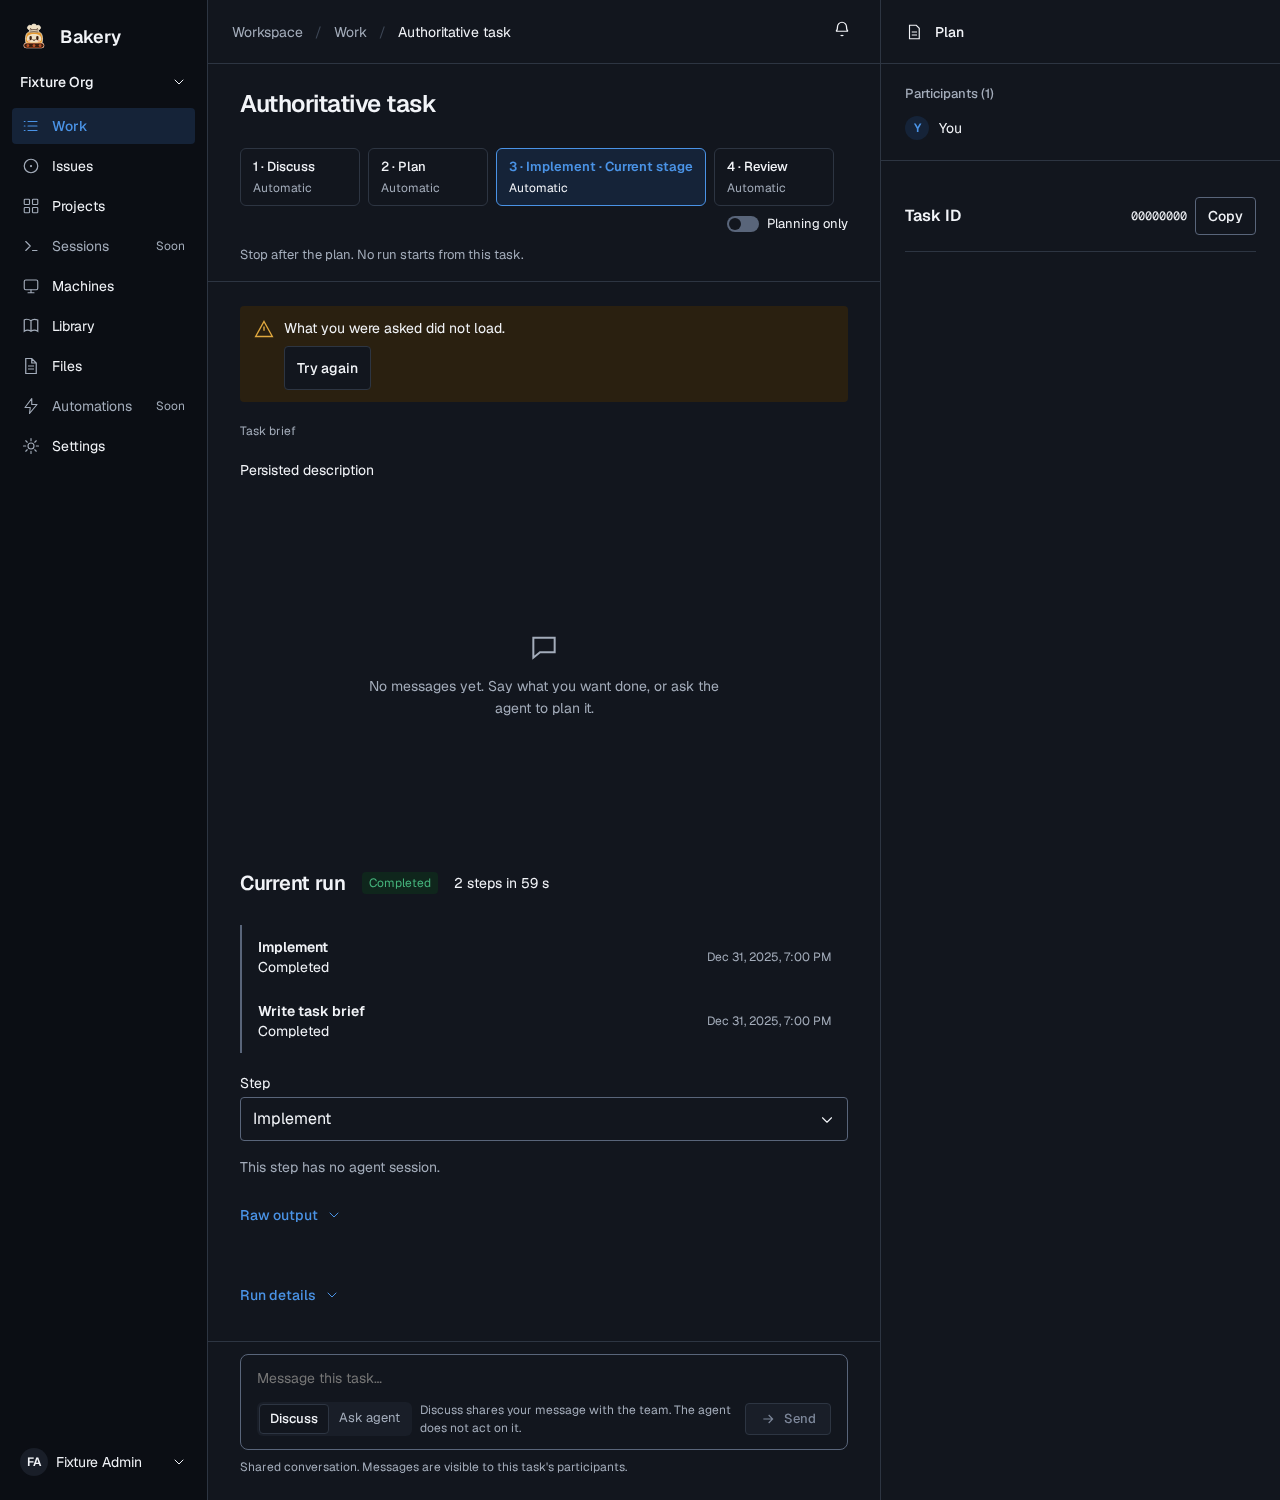 Bakery
Fixture Org
Work
Issues
Projects
Sessions Soon
Machines
Library
Files
Automations Soon
Settings
FA Fixture Admin
Workspace / Work / Authoritative task
Authoritative task
1 · Discuss
Automatic
2 · Plan
Automatic
3 · Implement · Current stage
Automatic
4 · Review
Automatic
Planning only
Stop after the plan. No run starts from this task.
What you were asked did not load.
Try again
Task brief
Persisted description
No messages yet. Say what you want done, or ask the
agent to plan it.
Current run Completed 2 steps in 59 s
Implement
Completed
Dec 31, 2025, 7:00 PM
Write task brief
Completed
Dec 31, 2025, 7:00 PM
Step
Implement
This step has no agent session.
Raw output
Run details
Message this task...
Discuss Ask agent
Discuss shares your message with the team. The agent
does not act on it.
Send
Shared conversation. Messages are visible to this task's participants.
Plan
Participants (1)
Y You
Task ID 00000000 Copy